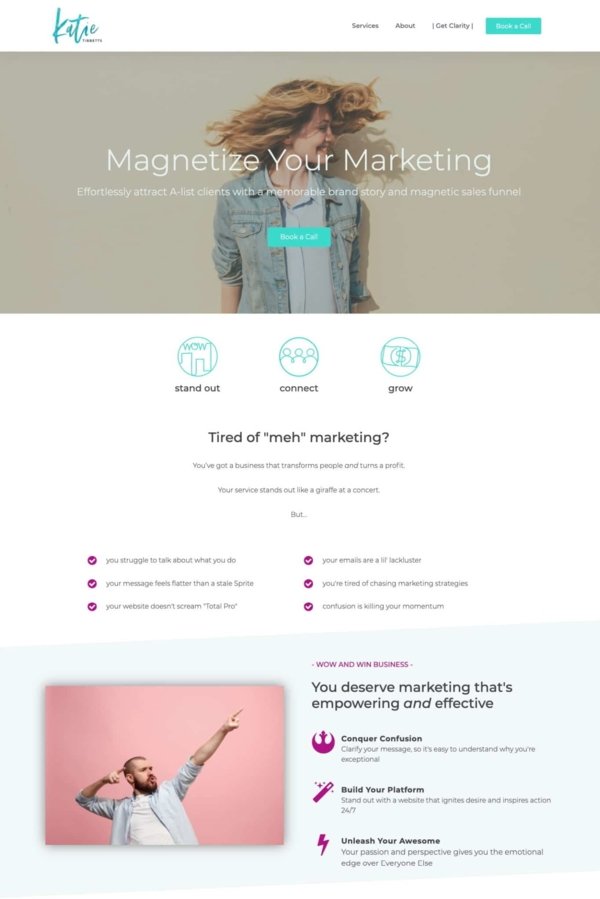 Katie
TIBBETTS
Services About | Get Clarity | Book a Call
Magnetize Your Marketing
Effortlessly attract A-list clients with a memorable brand story and magnetic sales funnel
Book a Call
WOW
$
stand out connect grow
Tired of "meh" marketing?
You've got a business that transforms people and turns a profit.
Your service stands out like a giraffe at a concert.
But...
you struggle to talk about what you do
your message feels flatter than a stale Sprite
your website doesn't scream "Total Pro"
your emails are a lil' lackluster
you're tired of chasing marketing strategies
confusion is killing your momentum
- WOW AND WIN BUSINESS -
You deserve marketing that's
empowering and effective
Conquer Confusion
Clarify your message, so it's easy to understand why you're
exceptional
Build Your Platform
Stand out with a website that ignites desire and inspires action
24/7
Unleash Your Awesome
Your passion and perspective gives you the emotional
edge over Everyone Else